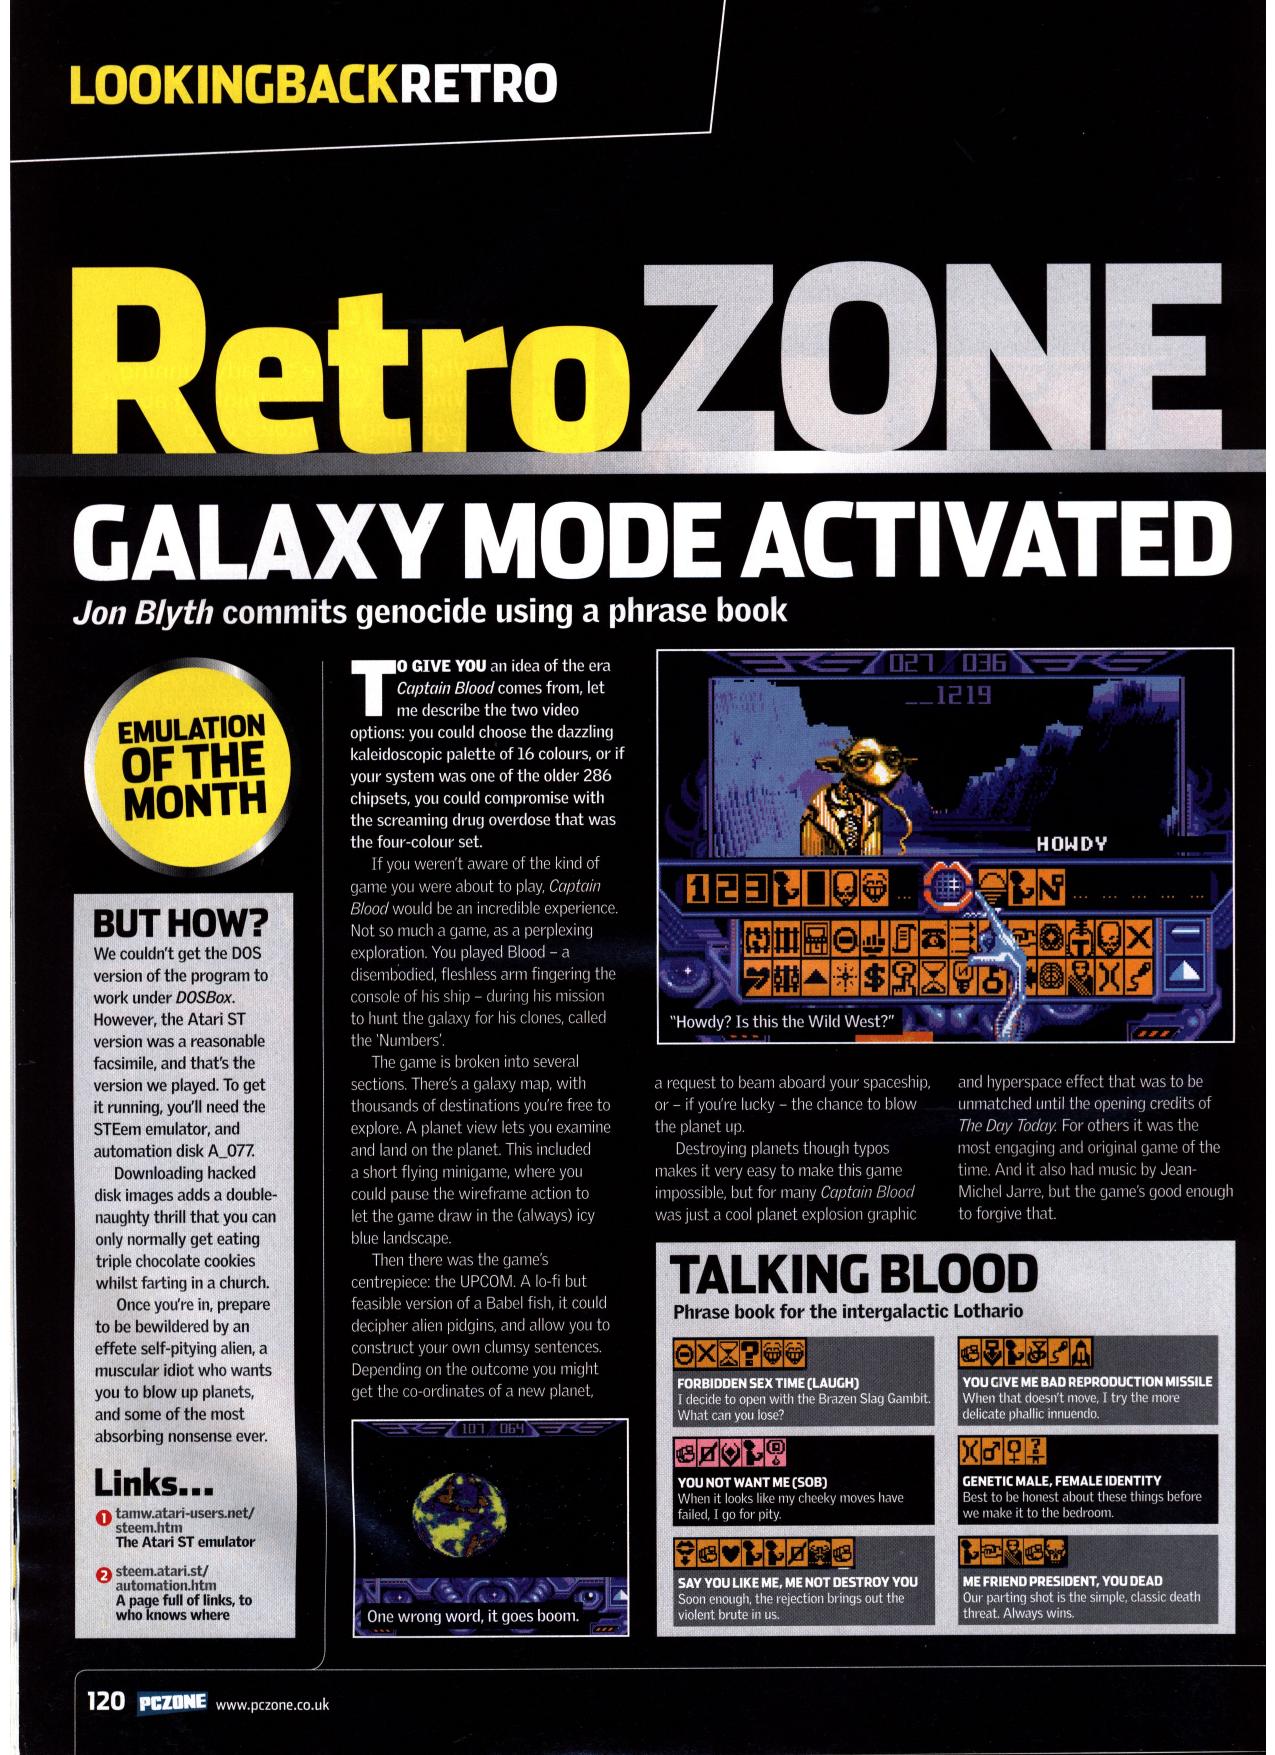 LOOKINGBACKRETRO
RetroZONE
GALAXY MODE ACTIVATED
Jon Blyth commits genocide using a phrase book
EMULATION
OF THE
MONTH
BUT HOW?
We couldn't get the DOS
version of the program to
work under DOSBox.
However, the Atari ST
version was a reasonable
facsimile, and that's the
version we played. To get
it running, you'll need the
STEem emulator, and
automation disk A_077.
Downloading hacked
disk images adds a double-
naughty thrill that you can
only normally get eating
triple chocolate cookies
whilst farting in a church.
Once you're in, prepare
to be bewildered by an
effete self-pitying alien, a
muscular idiot who wants
you to blow up planets,
and some of the most
absorbing nonsense ever.
Links...
1 tamw.atari-users.net/
steem.htm
The Atari ST emulator
2 steem.atari.st/
automation.htm
A page full of links, to
who knows where
TO GIVE YOU an idea of the era
Captain Blood comes from, let
me describe the two video
options: you could choose the dazzling
kaleidoscopic palette of 16 colours, or if
your system was one of the older 286
chipsets, you could compromise with
the screaming drug overdose that was
the four-colour set.
If you weren't aware of the kind of
game you were about to play, Captain
Blood would be an incredible experience.
Not so much a game, as a perplexing
exploration. You played Blood – a
disembodied, fleshless arm fingering the
console of his ship – during his mission
to hunt the galaxy for his clones, called
the 'Numbers'.
The game is broken into several
sections. There's a galaxy map, with
thousands of destinations you're free to
explore. A planet view lets you examine
and land on the planet. This included
a short flying minigame, where you
could pause the wireframe action to
let the game draw in the (always) icy
blue landscape.
Then there was the game's
centrepiece: the UPCOM. A lo-fi but
feasible version of a Babel fish, it could
decipher alien pidgins, and allow you to
construct your own clumsy sentences.
Depending on the outcome you might
get the co-ordinates of a new planet,
107 064
One wrong word, it goes boom.
027 036
__1219
HOWDY
1 2 3
"Howdy? Is this the Wild West?"
a request to beam aboard your spaceship,
or – if you're lucky – the chance to blow
the planet up.
Destroying planets though typos
makes it very easy to make this game
impossible, but for many Captain Blood
was just a cool planet explosion graphic
and hyperspace effect that was to be
unmatched until the opening credits of
The Day Today. For others it was the
most engaging and original game of the
time. And it also had music by Jean-
Michel Jarre, but the game's good enough
to forgive that.
TALKING BLOOD
Phrase book for the intergalactic Lothario
FORBIDDEN SEX TIME (LAUGH)
I decide to open with the Brazen Slag Gambit.
What can you lose?
YOU GIVE ME BAD REPRODUCTION MISSILE
When that doesn't move, I try the more
delicate phallic innuendo.
YOU NOT WANT ME (SOB)
When it looks like my cheeky moves have
failed, I go for pity.
GENETIC MALE, FEMALE IDENTITY
Best to be honest about these things before
we make it to the bedroom.
SAY YOU LIKE ME, ME NOT DESTROY YOU
Soon enough, the rejection brings out the
violent brute in us.
ME FRIEND PRESIDENT, YOU DEAD
Our parting shot is the simple, classic death
threat. Always wins.
120 PCZONE www.pczone.co.uk